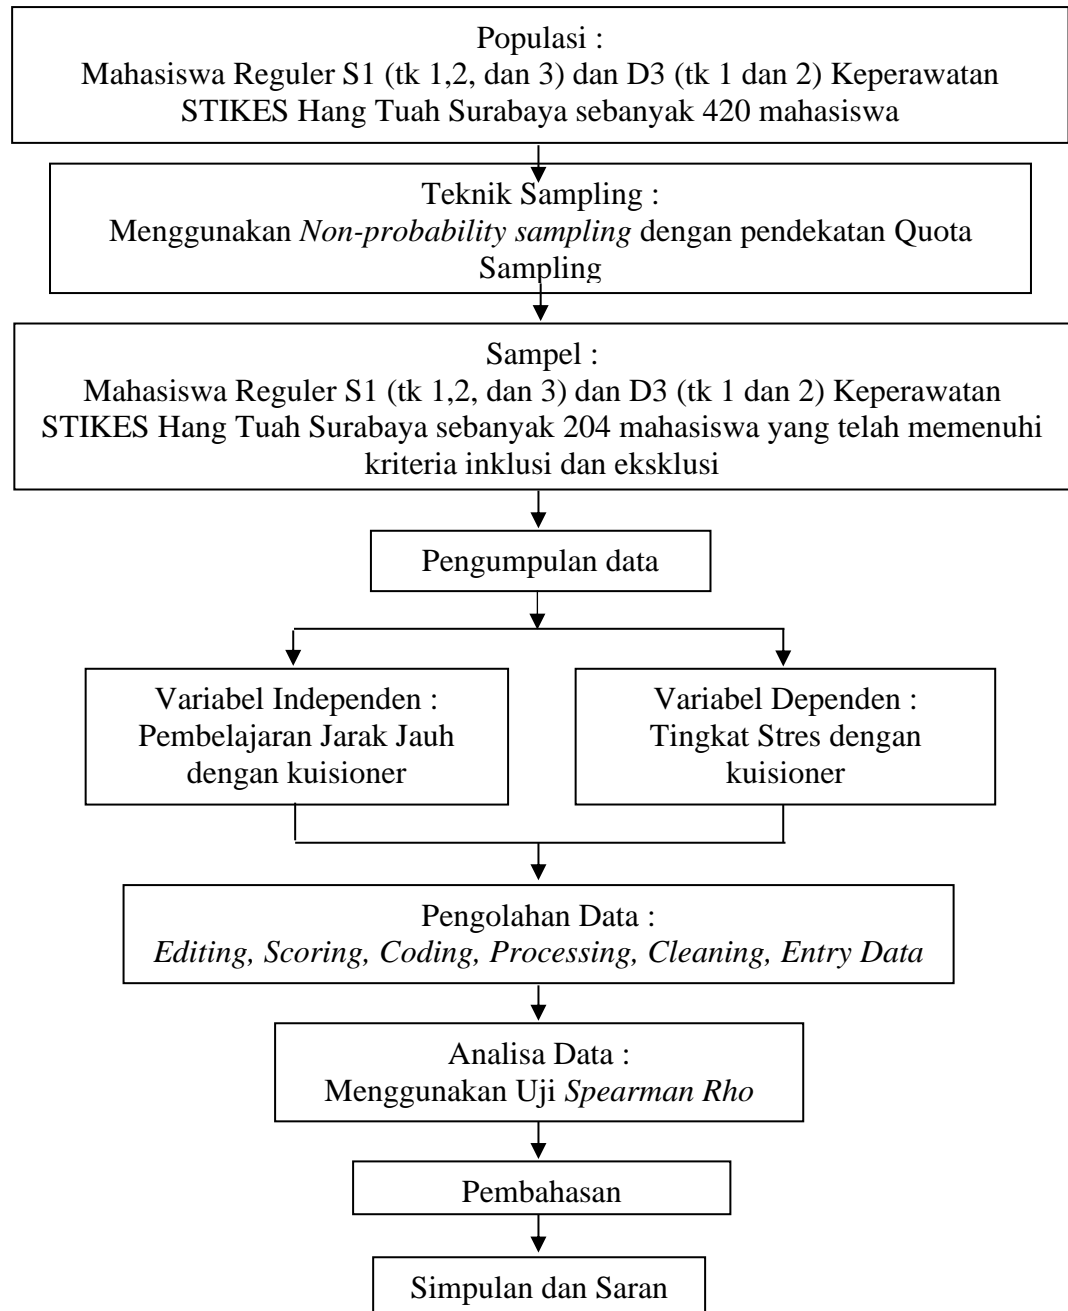 Populasi :
Mahasiswa Reguler S1 (tk 1,2, dan 3) dan D3 (tk 1 dan 2) Keperawatan
STIKES Hang Tuah Surabaya sebanyak 420 mahasiswa
Teknik Sampling :
Menggunakan Non-probability sampling dengan pendekatan Quota
Sampling
Sampel :
Mahasiswa Reguler S1 (tk 1,2, dan 3) dan D3 (tk 1 dan 2) Keperawatan
STIKES Hang Tuah Surabaya sebanyak 204 mahasiswa yang telah memenuhi
kriteria inklusi dan eksklusi
Pengumpulan data
Variabel Independen :
Pembelajaran Jarak Jauh
dengan kuisioner
Variabel Dependen :
Tingkat Stres dengan
kuisioner
Pengolahan Data :
Editing, Scoring, Coding, Processing, Cleaning, Entry Data
Analisa Data :
Menggunakan Uji Spearman Rho
Pembahasan
Simpulan dan Saran